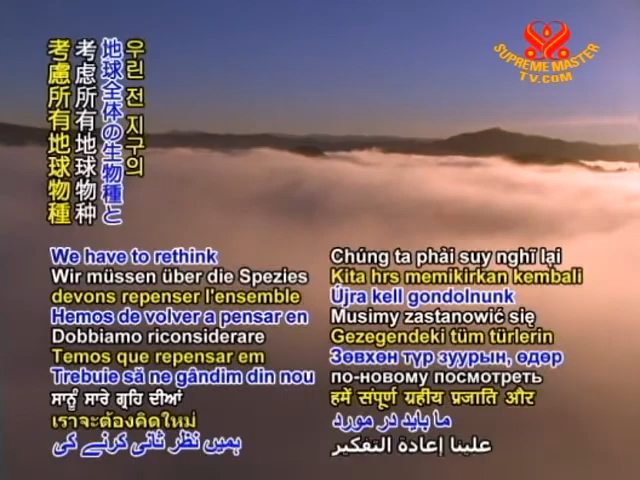 SUPREME MASTER
TV.COM
우린 전 지구의
地球全体の生物種と
考虑所有地球物种
考慮所有地球物種
We have to rethink
Wir müssen über die Spezies
devons repenser l'ensemble
Hemos de volver a pensar en
Dobbiamo riconsiderare
Temos que repensar em
Trebuie să ne gândim din nou
ਸਾਨੂੰ ਸਾਰੇ ਗ੍ਰਹਿ ਦੀਆਂ
เราจะต้องคิดใหม่
ہمیں نظر ثانی کرنے کی
Chúng ta phải suy nghĩ lại
Kita hrs memikirkan kembali
Újra kell gondolnunk
Musimy zastanowić się
Gezegendeki tüm türlerin
Зөвхөн түр зуурын, өдөр
по-новому посмотреть
हमें संपूर्ण ग्रहीय प्रजाति और
ما باید در مورد
علينا إعادة التفكير